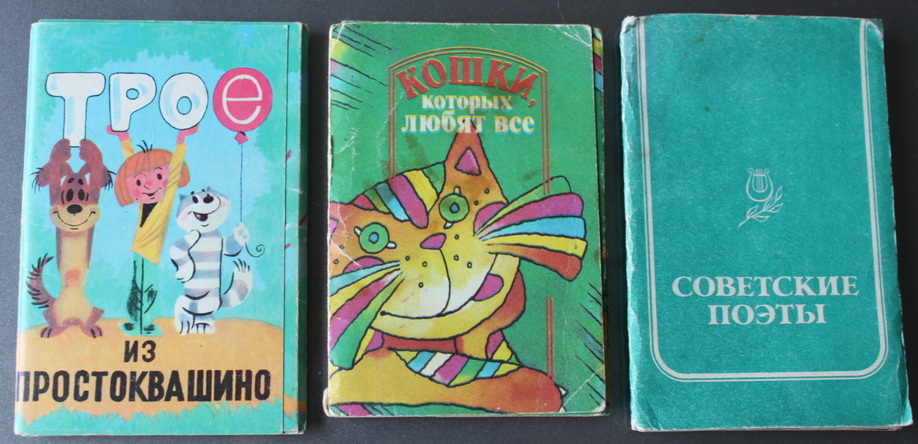 ТРОЕ
ИЗ
ПРОСТОКВАШИНО
КОШКИ,
которых
любят все
СОВЕТСКИЕ
ПОЭТЫ